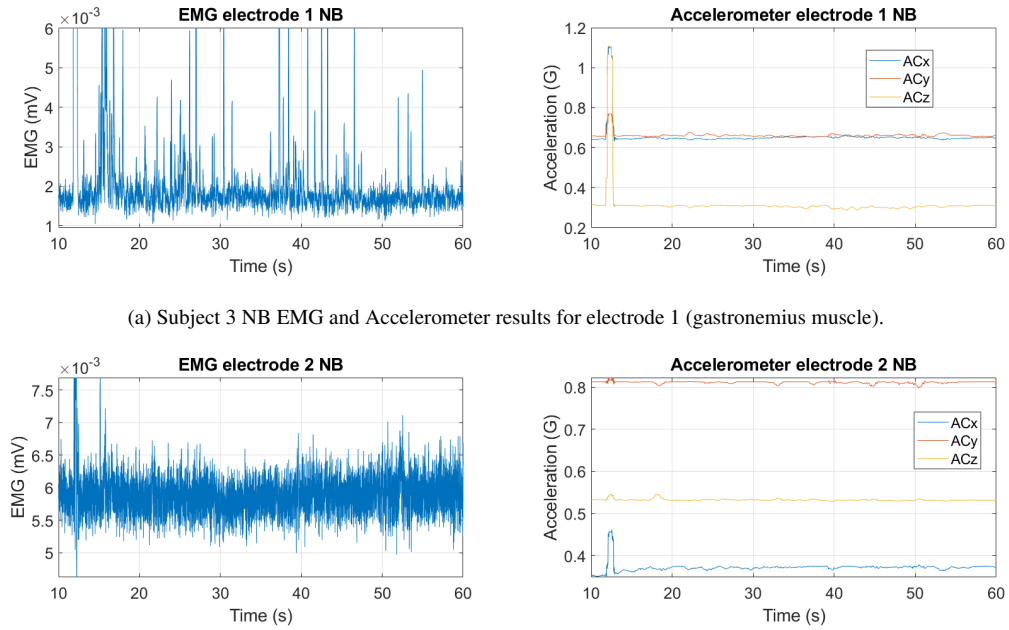 EMG electrode 1 NB
×10⁻³
6
5
4
3
2
1
EMG (mV)
10 20 30 40 50 60
Time (s)
Accelerometer electrode 1 NB
1.2
1
0.8
0.6
0.4
0.2
Acceleration (G)
ACx
ACy
ACz
10 20 30 40 50 60
Time (s)
(a) Subject 3 NB EMG and Accelerometer results for electrode 1 (gastronemius muscle).
EMG electrode 2 NB
×10⁻³
7.5
7
6.5
6
5.5
5
EMG (mV)
10 20 30 40 50 60
Time (s)
Accelerometer electrode 2 NB
0.8
0.7
0.6
0.5
0.4
Acceleration (G)
ACx
ACy
ACz
10 20 30 40 50 60
Time (s)